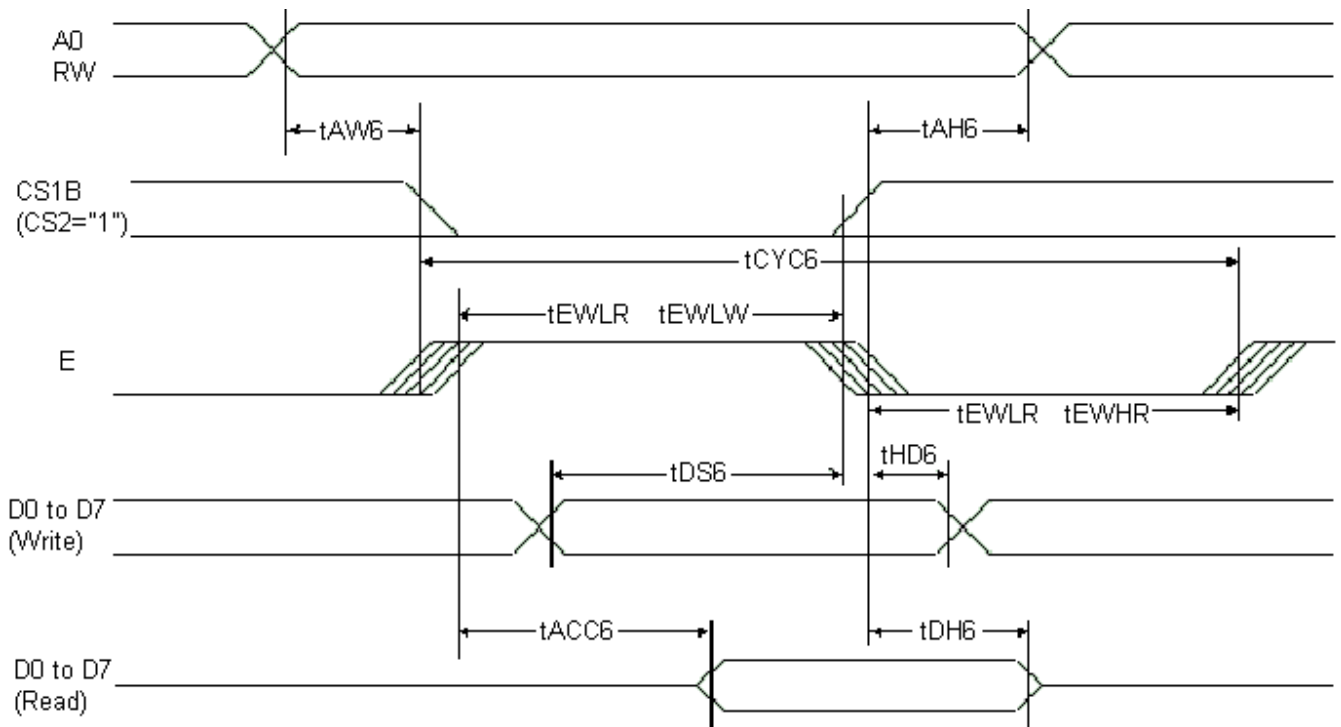 A0
RW
tAW6
tAH6
CS1B
(CS2="1")
tCYC6
tEWLR tEWLW
E
tEWLR tEWHR
tDS6
tHD6
D0 to D7
(Write)
tACC6
tDH6
D0 to D7
(Read)